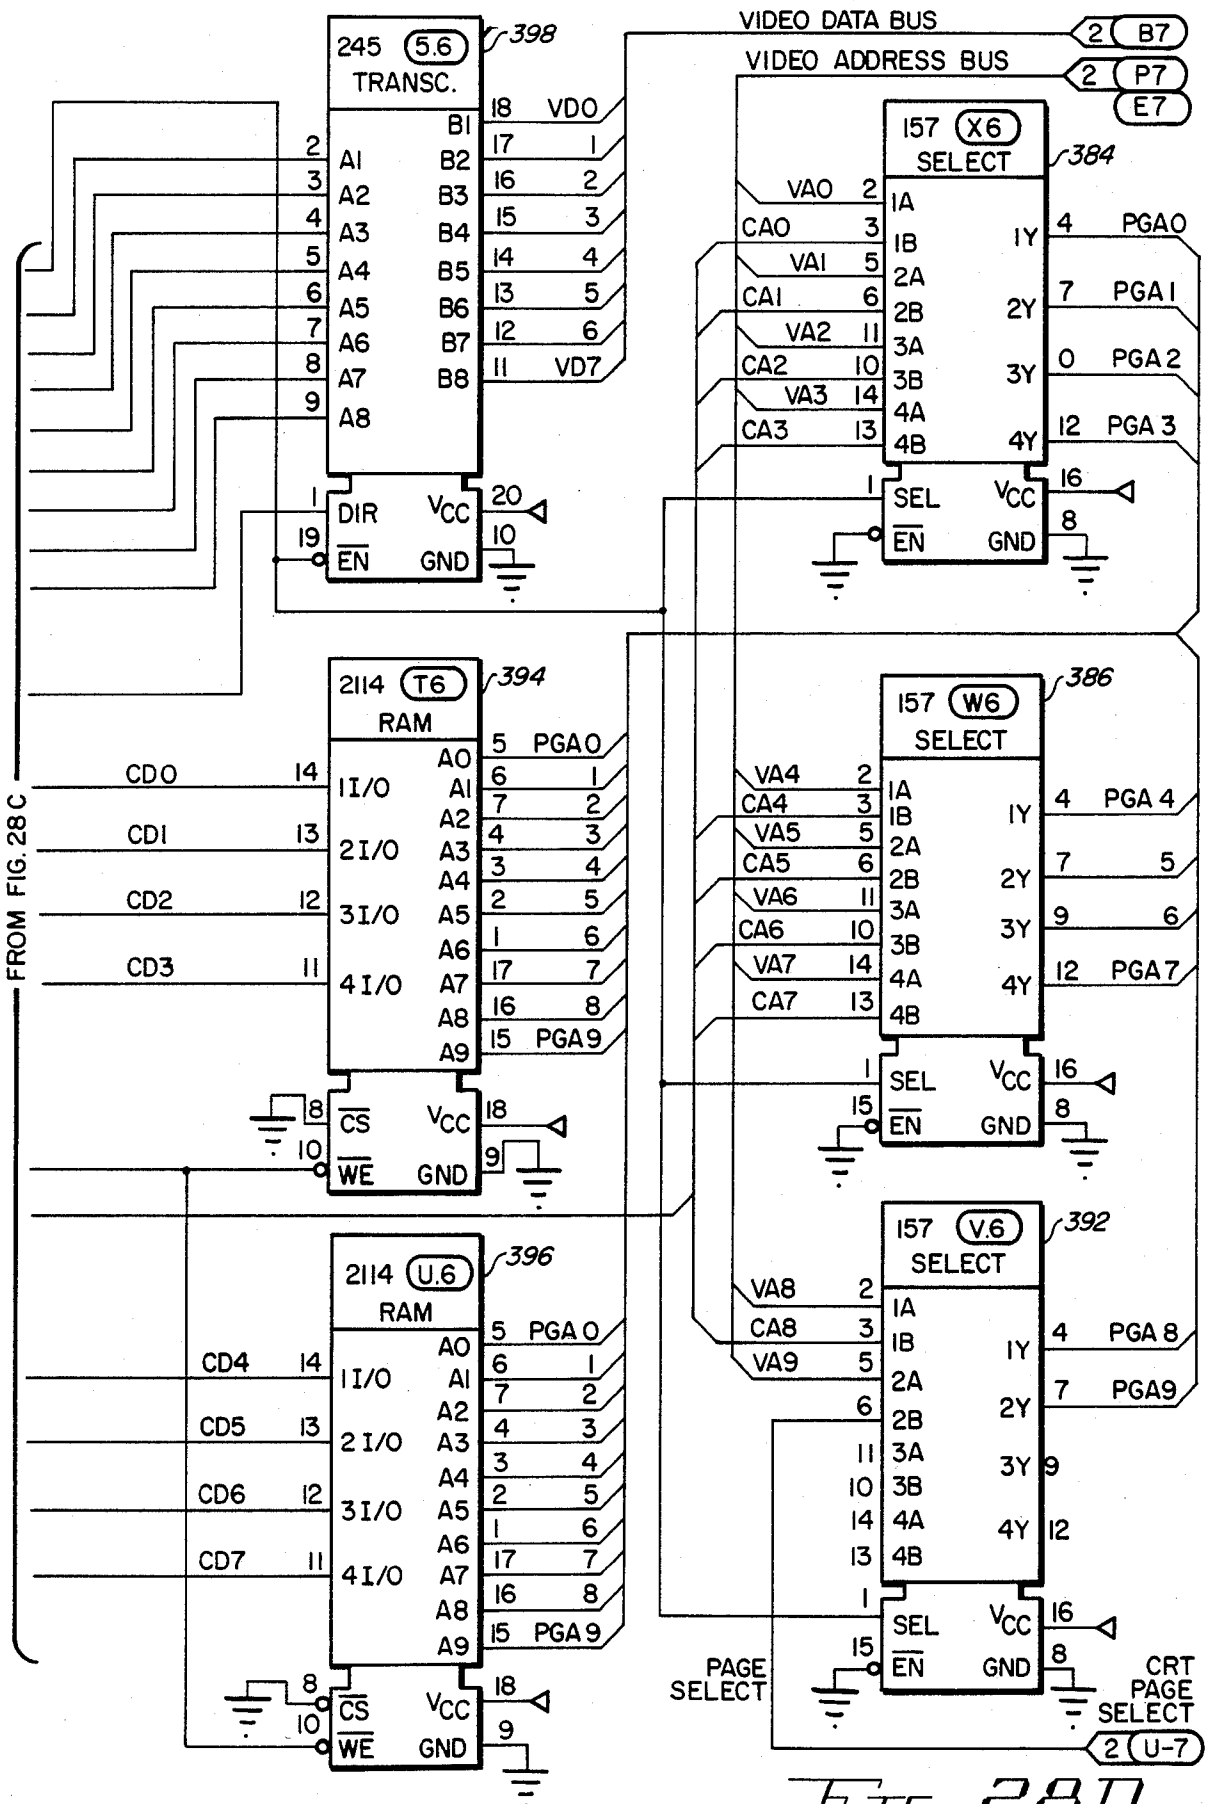 FROM FIG. 28C
245 5.6 398
TRANSC.
B1 18 VD0
2 A1 B2 17 1
3 A2 B3 16 2
4 A3 B4 15 3
5 A4 B5 14 4
6 A5 B6 13 5
7 A6 B7 12 6
8 A7 B8 11 VD7
9 A8
1 DIR VCC 20
19 EN GND 10
2114 T6 394
RAM
A0 5 PGA0
CD0 14 1I/O A1 6 1
A2 7 2
CD1 13 2I/O A3 4 3
A4 3 4
CD2 12 3I/O A5 2 5
A6 1 6
CD3 11 4I/O A7 17 7
A8 16 8
A9 15 PGA9
8 CS VCC 18
10 WE GND 9
2114 U.6 396
RAM
A0 5 PGA0
CD4 14 1I/O A1 6 1
A2 7 2
CD5 13 2I/O A3 4 3
A4 3 4
CD6 12 3I/O A5 2 5
A6 1 6
CD7 11 4I/O A7 17 7
A8 16 8
A9 15 PGA9
8 CS VCC 18
10 WE GND 9
VIDEO DATA BUS 2 B7
VIDEO ADDRESS BUS 2 P7
E7
157 X6 384
SELECT
VA0 2 1A
CA0 3 1B 1Y 4 PGA0
VA1 5 2A
CA1 6 2B 2Y 7 PGA1
VA2 11 3A
CA2 10 3B 3Y 0 PGA2
VA3 14 4A
CA3 13 4B 4Y 12 PGA3
1 SEL VCC 16
EN GND 8
157 W6 386
SELECT
VA4 2 1A
CA4 3 1B 1Y 4 PGA4
VA5 5 2A
CA5 6 2B 2Y 7 5
VA6 11 3A
CA6 10 3B 3Y 9 6
VA7 14 4A 4Y 12 PGA7
CA7 13 4B
1 SEL VCC 16
15 EN GND 8
157 V.6 392
SELECT
VA8 2 1A
CA8 3 1B 1Y 4 PGA8
VA9 5 2A
6 2B 2Y 7 PGA9
11 3A 3Y 9
10 3B
14 4A 4Y 12
13 4B
1 SEL VCC 16
15 EN GND 8
PAGE
SELECT
CRT
PAGE
SELECT
2 U-7
FIG 28D